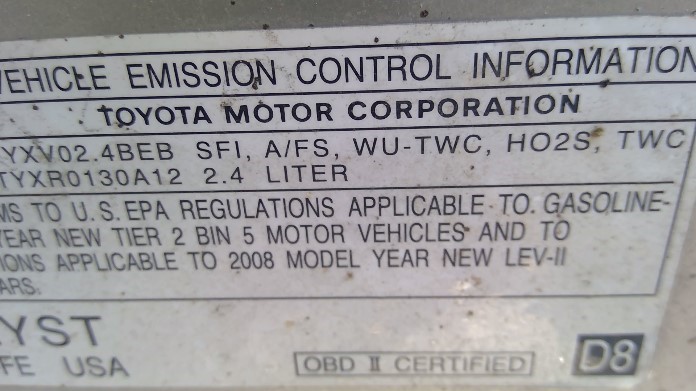 VEHICLE EMISSION CONTROL INFORMATION
TOYOTA MOTOR CORPORATION
YXV02.4BEB SFI, A/FS, WU-TWC, HO2S, TWC
TYXR0130A12 2.4 LITER
MS TO U.S. EPA REGULATIONS APPLICABLE TO GASOLINE-
YEAR NEW TIER 2 BIN 5 MOTOR VEHICLES AND TO
IONS APPLICABLE TO 2008 MODEL YEAR NEW LEV-II
ARS.
YST
FE USA
OBD II CERTIFIED
D8